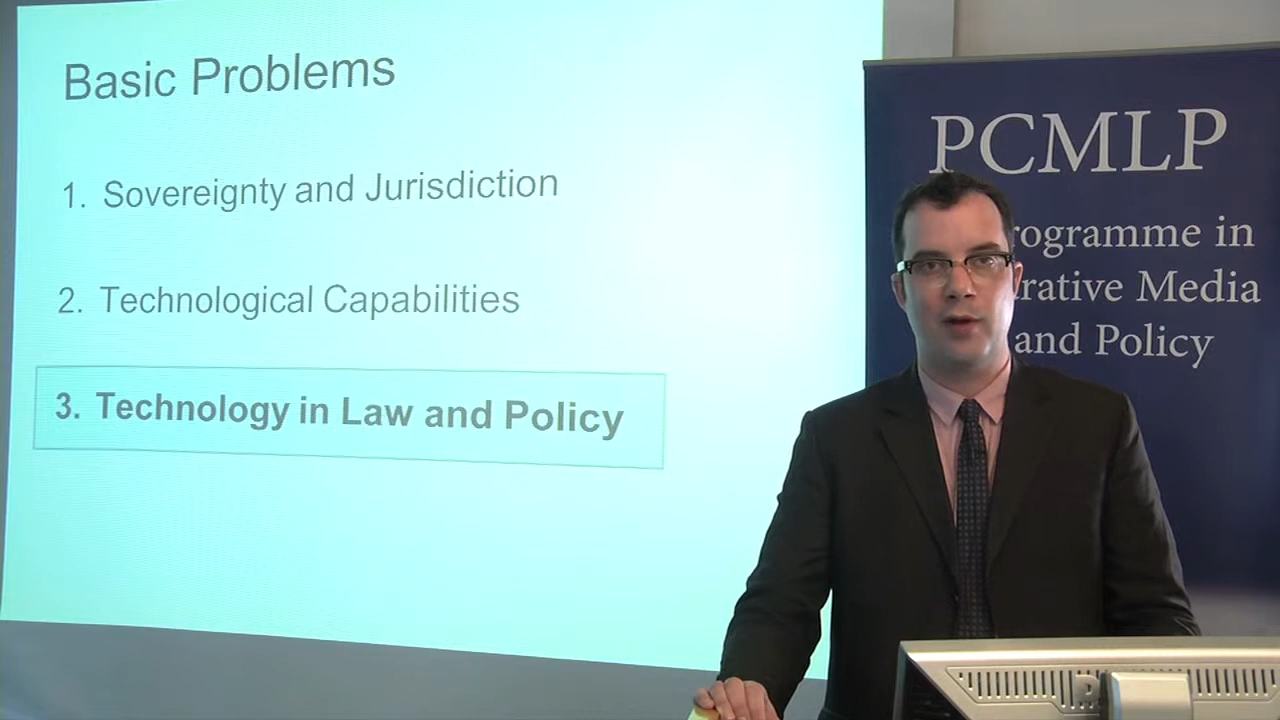 Basic Problems
1. Sovereignty and Jurisdiction
2. Technological Capabilities
3. Technology in Law and Policy
PCMLP
rogramme in
rative Media
and Policy